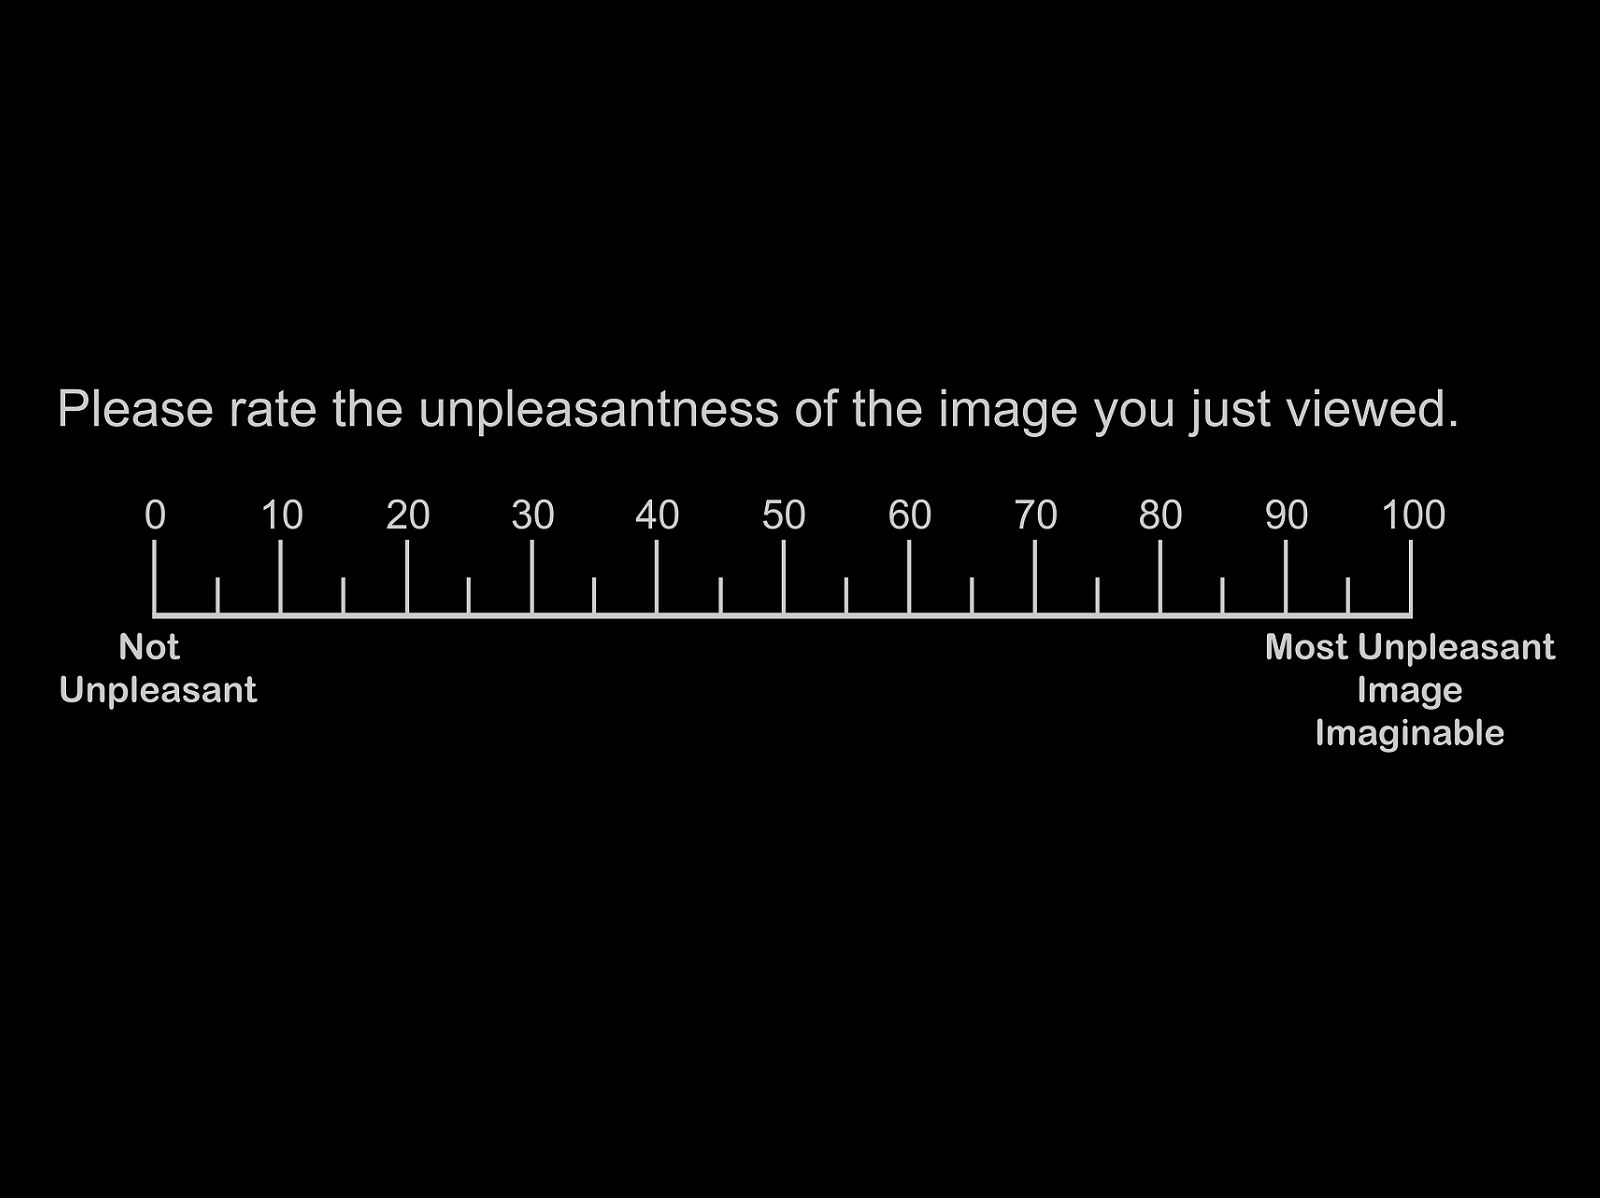 Please rate the unpleasantness of the image you just viewed.
0 10 20 30 40 50 60 70 80 90 100
Not
Unpleasant
Most Unpleasant
Image
Imaginable